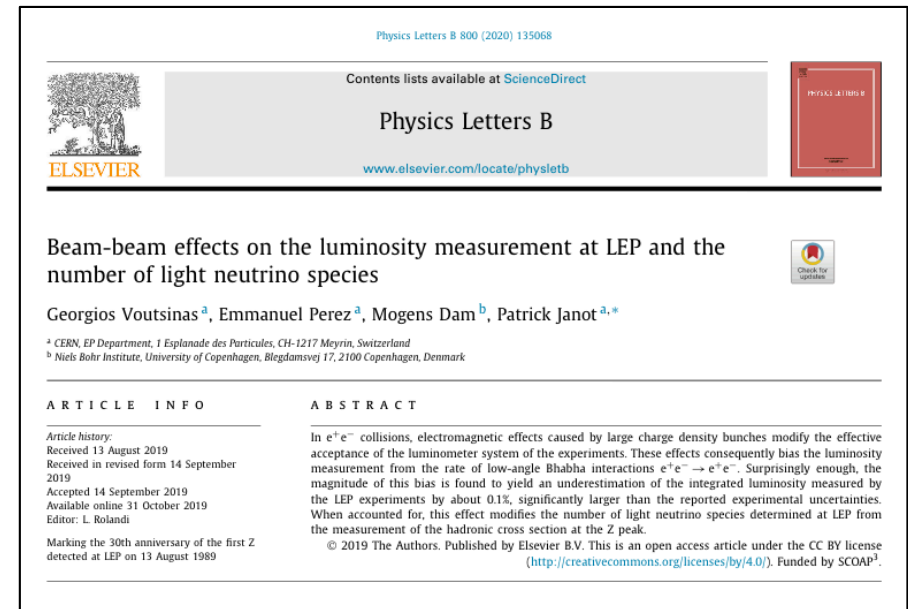 Physics Letters B 800 (2020) 135068
Contents lists available at ScienceDirect
Physics Letters B
www.elsevier.com/locate/physletb
ELSEVIER
PHYSICS LETTERS B
Beam-beam effects on the luminosity measurement at LEP and the
number of light neutrino species
Check for
updates
Georgios Voutsinas a, Emmanuel Perez a, Mogens Dam b, Patrick Janot a,*
a CERN, EP Department, 1 Esplanade des Particules, CH-1217 Meyrin, Switzerland
b Niels Bohr Institute, University of Copenhagen, Blegdamsvej 17, 2100 Copenhagen, Denmark
ARTICLE INFO
Article history:
Received 13 August 2019
Received in revised form 14 September
2019
Accepted 14 September 2019
Available online 31 October 2019
Editor: L. Rolandi
Marking the 30th anniversary of the first Z
detected at LEP on 13 August 1989
ABSTRACT
In e+e− collisions, electromagnetic effects caused by large charge density bunches modify the effective
acceptance of the luminometer system of the experiments. These effects consequently bias the luminosity
measurement from the rate of low-angle Bhabha interactions e+e− → e+e−. Surprisingly enough, the
magnitude of this bias is found to yield an underestimation of the integrated luminosity measured by
the LEP experiments by about 0.1%, significantly larger than the reported experimental uncertainties.
When accounted for, this effect modifies the number of light neutrino species determined at LEP from
the measurement of the hadronic cross section at the Z peak.
© 2019 The Authors. Published by Elsevier B.V. This is an open access article under the CC BY license
(http://creativecommons.org/licenses/by/4.0/). Funded by SCOAP3.